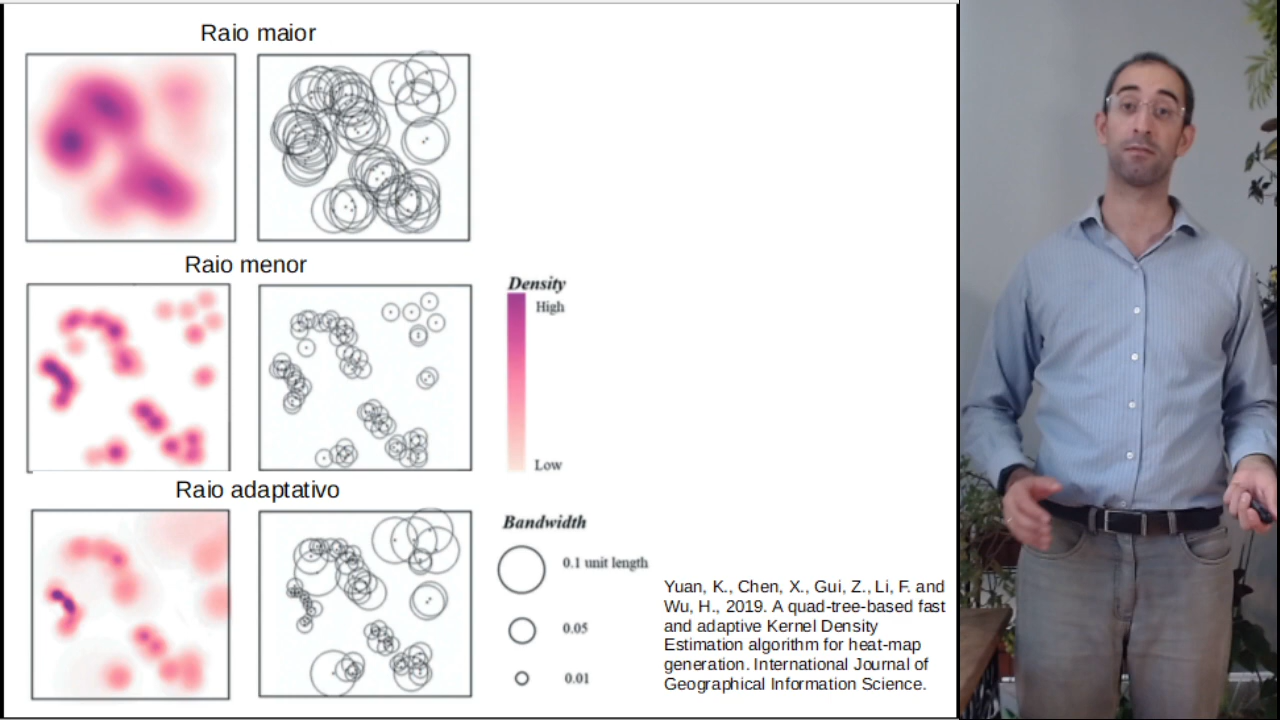 Raio maior
Raio menor
Density
High
Low
Raio adaptativo
Bandwidth
0.1 unit length
0.05
0.01
Yuan, K., Chen, X., Gui, Z., Li, F. and
Wu, H., 2019. A quad-tree-based fast
and adaptive Kernel Density
Estimation algorithm for heat-map
generation. International Journal of
Geographical Information Science.